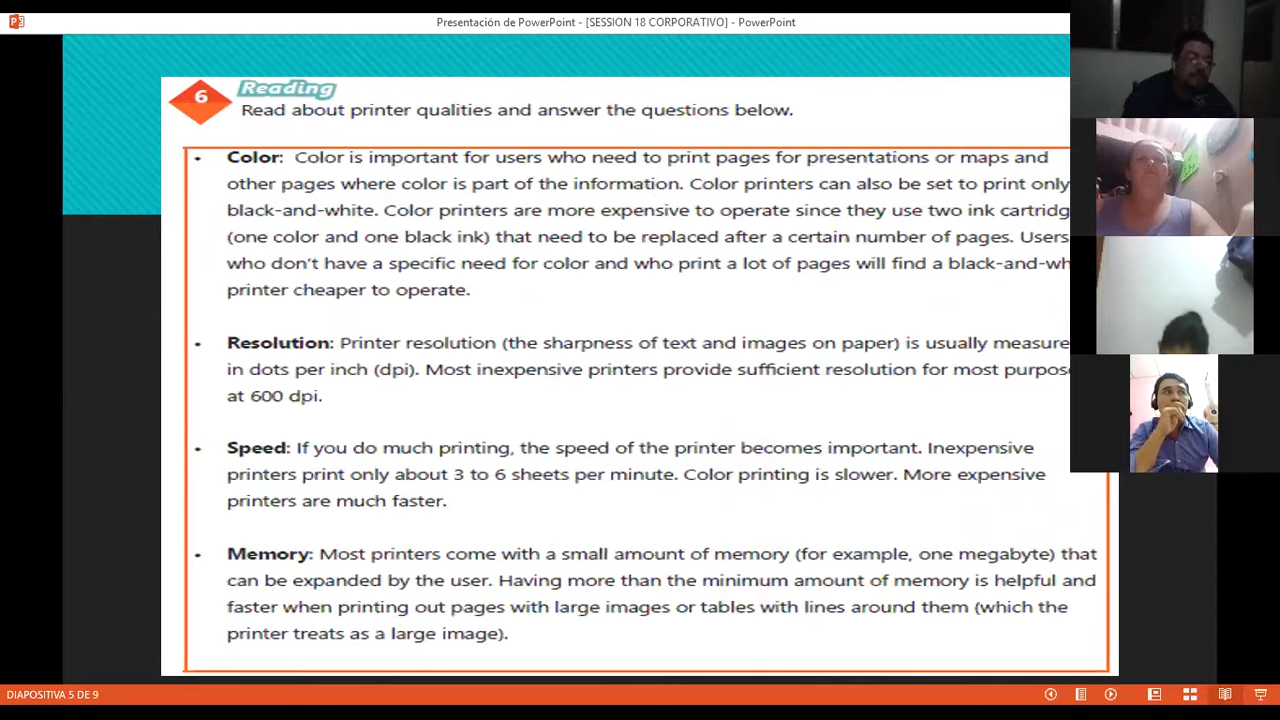 Presentación de PowerPoint - [SESSION 18 CORPORATIVO] - PowerPoint
6
Reading
Read about printer qualities and answer the questions below.
• Color: Color is important for users who need to print pages for presentations or maps and
other pages where color is part of the information. Color printers can also be set to print only
black-and-white. Color printers are more expensive to operate since they use two ink cartridg
(one color and one black ink) that need to be replaced after a certain number of pages. Users
who don't have a specific need for color and who print a lot of pages will find a black-and-wh
printer cheaper to operate.
• Resolution: Printer resolution (the sharpness of text and images on paper) is usually measure
in dots per inch (dpi). Most inexpensive printers provide sufficient resolution for most purpos
at 600 dpi.
• Speed: If you do much printing, the speed of the printer becomes important. Inexpensive
printers print only about 3 to 6 sheets per minute. Color printing is slower. More expensive
printers are much faster.
• Memory: Most printers come with a small amount of memory (for example, one megabyte) that
can be expanded by the user. Having more than the minimum amount of memory is helpful and
faster when printing out pages with large images or tables with lines around them (which the
printer treats as a large image).
DIAPOSITIVA 5 DE 9